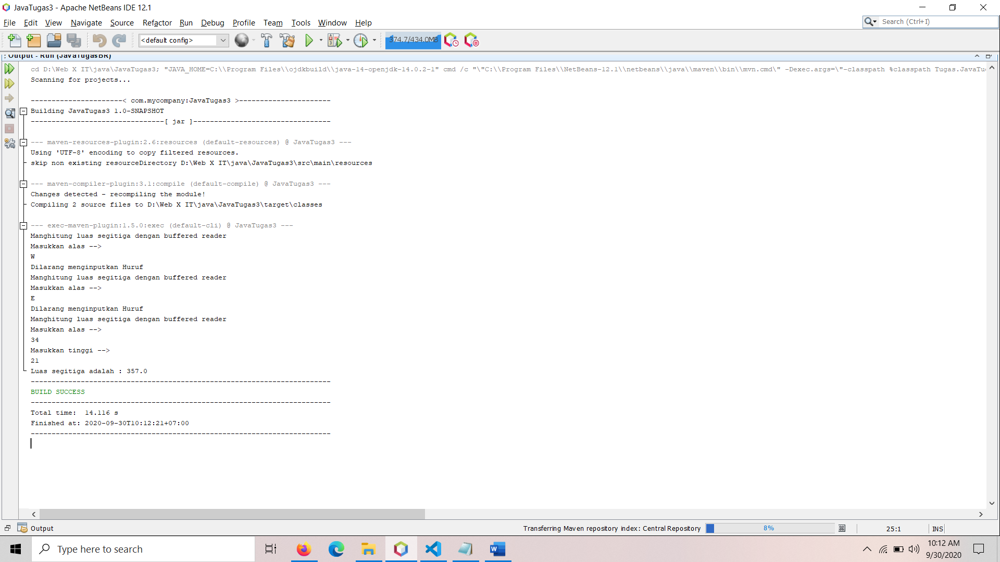 JavaTugas3 - Apache NetBeans IDE 12.1
File Edit View Navigate Source Refactor Run Debug Profile Team Tools Window Help
Search (Ctrl+I)
<default config>
374.7/434.0MB
Output - Run (JavaTugasBR)
cd D:\Web X IT\java\JavaTugas3; "JAVA_HOME=C:\\Program Files\\ojdkbuild\\java-14-openjdk-14.0.2-1" cmd /c "\"C:\\Program Files\\NetBeans-12.1\\netbeans\\java\\maven\\bin\\mvn.cmd\" -Dexec.args=\"-classpath %classpath Tugas.JavaTu
Scanning for projects...
----------------------< com.mycompany:JavaTugas3 >----------------------
Building JavaTugas3 1.0-SNAPSHOT
--------------------------------[ jar ]---------------------------------
--- maven-resources-plugin:2.6:resources (default-resources) @ JavaTugas3 ---
Using 'UTF-8' encoding to copy filtered resources.
skip non existing resourceDirectory D:\Web X IT\java\JavaTugas3\src\main\resources
--- maven-compiler-plugin:3.1:compile (default-compile) @ JavaTugas3 ---
Changes detected - recompiling the module!
Compiling 2 source files to D:\Web X IT\java\JavaTugas3\target\classes
--- exec-maven-plugin:1.5.0:exec (default-cli) @ JavaTugas3 ---
Manghitung luas segitiga dengan buffered reader
Masukkan alas -->
W
Dilarang menginputkan Huruf
Manghitung luas segitiga dengan buffered reader
Masukkan alas -->
E
Dilarang menginputkan Huruf
Manghitung luas segitiga dengan buffered reader
Masukkan alas -->
34
Masukkan tinggi -->
21
Luas segitiga adalah : 357.0
------------------------------------------------------------------------
BUILD SUCCESS
------------------------------------------------------------------------
Total time:  14.116 s
Finished at: 2020-09-30T10:12:21+07:00
------------------------------------------------------------------------
Output
Transferring Maven repository index: Central Repository
8%
25:1
INS
Type here to search
10:12 AM
9/30/2020